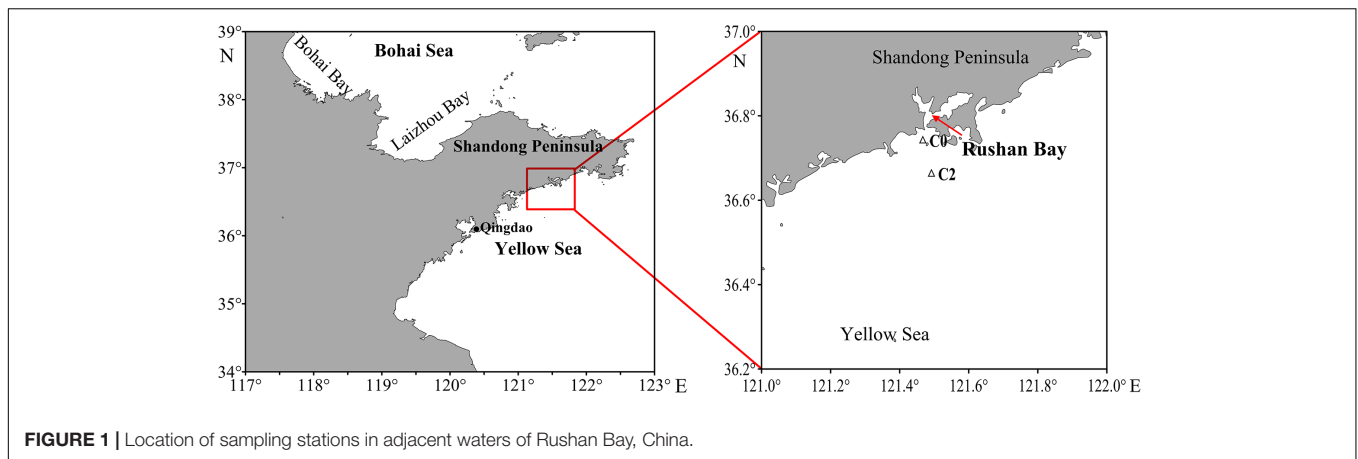 39°
N
38°
37°
36°
35°
34°
117°
118°
119°
120°
121°
122°
123°
E
Bohai Sea
Bohai Bay
Laizhou Bay
Shandong Peninsula
Qingdao
Yellow Sea
37.0°
N
36.8°
36.6°
36.4°
36.2°
121.0°
121.2°
121.4°
121.6°
121.8°
122.0° E
Shandong Peninsula
C0
Rushan Bay
C2
Yellow Sea
FIGURE 1 | Location of sampling stations in adjacent waters of Rushan Bay, China.